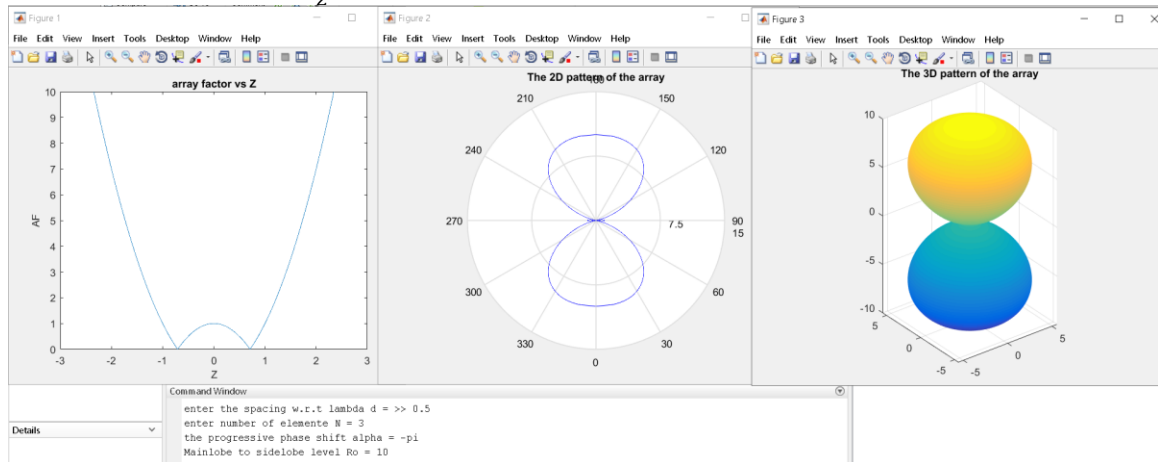 z
Figure 1
File Edit View Insert Tools Desktop Window Help
array factor vs Z
10
9
8
7
6
5
4
3
2
1
0
AF
-3 -2 -1 0 1 2 3
Z
Figure 2
File Edit View Insert Tools Desktop Window Help
The 2D pattern of the array
180
210 150
240 120
270 7.5 90
15
300 60
330 30
0
Figure 3
File Edit View Insert Tools Desktop Window Help
The 3D pattern of the array
10
5
0
-5
-10
5 5
0 0
-5 -5
Command Window
enter the spacing w.r.t lambda d = >> 0.5
enter number of elemente N = 3
the progressive phase shift alpha = -pi
Mainlobe to sidelobe level Ro = 10
Details